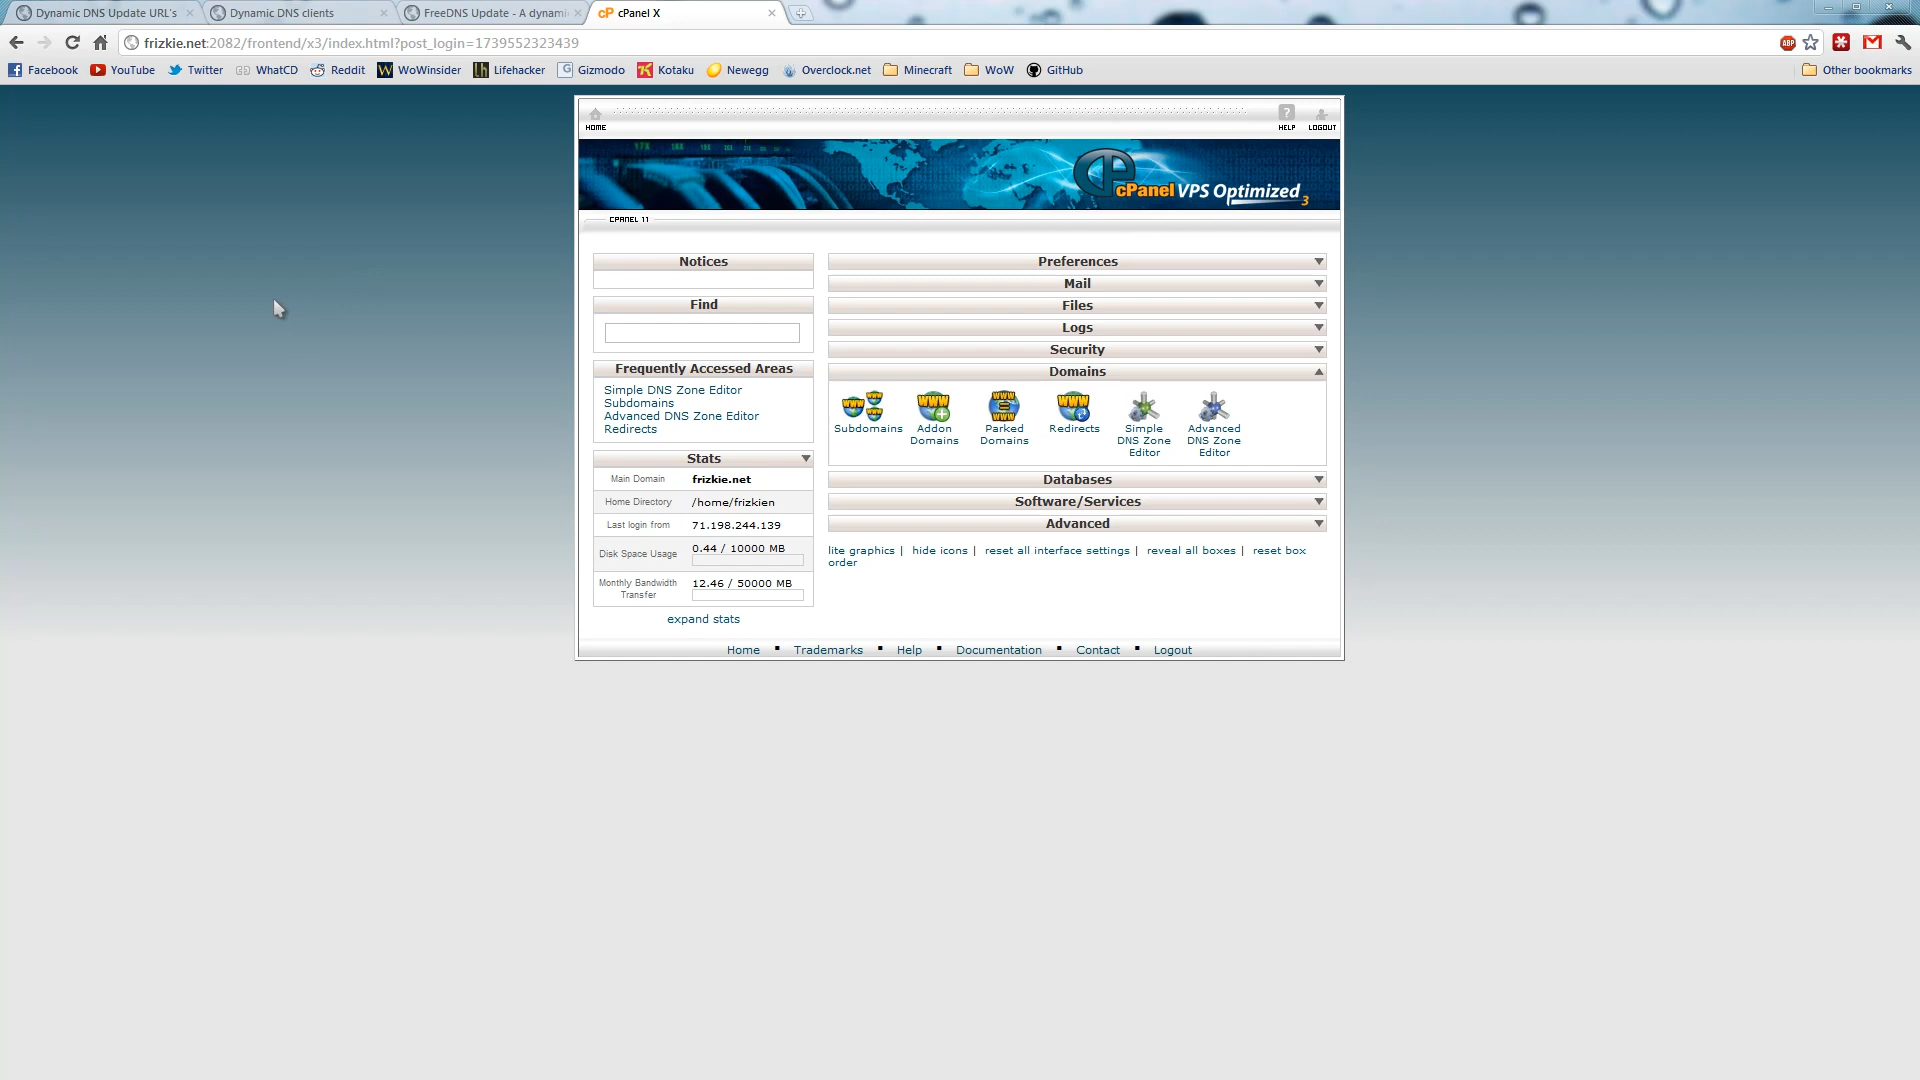 Dynamic DNS Update URL's
Dynamic DNS clients
FreeDNS Update - A dynami
cP cPanel X
frizkie.net:2082/frontend/x3/index.html?post_login=1739552323439
ABP
Facebook YouTube Twitter WhatCD Reddit WoWinsider Lifehacker Gizmodo Kotaku Newegg Overclock.net Minecraft WoW GitHub Other bookmarks
HOME
HELP LOGOUT
cPanel VPS Optimized 3
CPANEL 11
Notices
Find
Frequently Accessed Areas
Simple DNS Zone Editor
Subdomains
Advanced DNS Zone Editor
Redirects
Stats
Main Domain frizkie.net
Home Directory /home/frizkien
Last login from 71.198.244.139
Disk Space Usage 0.44 / 10000 MB
Monthly Bandwidth Transfer 12.46 / 50000 MB
expand stats
Preferences
Mail
Files
Logs
Security
Domains
Subdomains
Addon Domains
Parked Domains
Redirects
Simple DNS Zone Editor
Advanced DNS Zone Editor
Databases
Software/Services
Advanced
lite graphics | hide icons | reset all interface settings | reveal all boxes | reset box
order
Home Trademarks Help Documentation Contact Logout